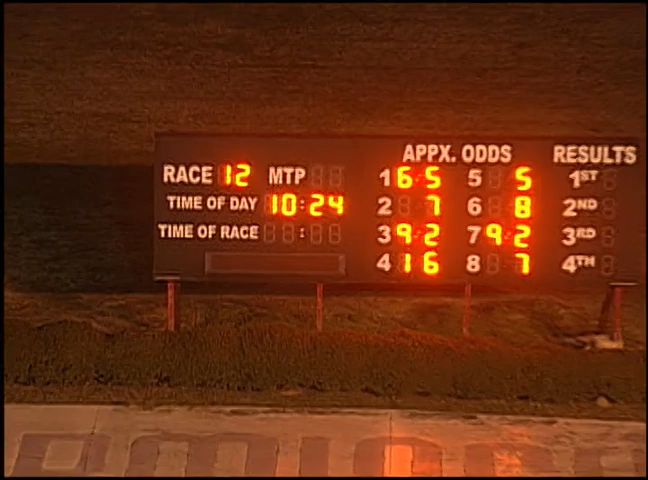 APPX. ODDS RESULTS
RACE 12 MTP 1 6-5 5 5 1ST
TIME OF DAY 10:24 2 7 6 8 2ND
TIME OF RACE : 3 9-2 7 9-2 3RD
4 16 8 7 4TH